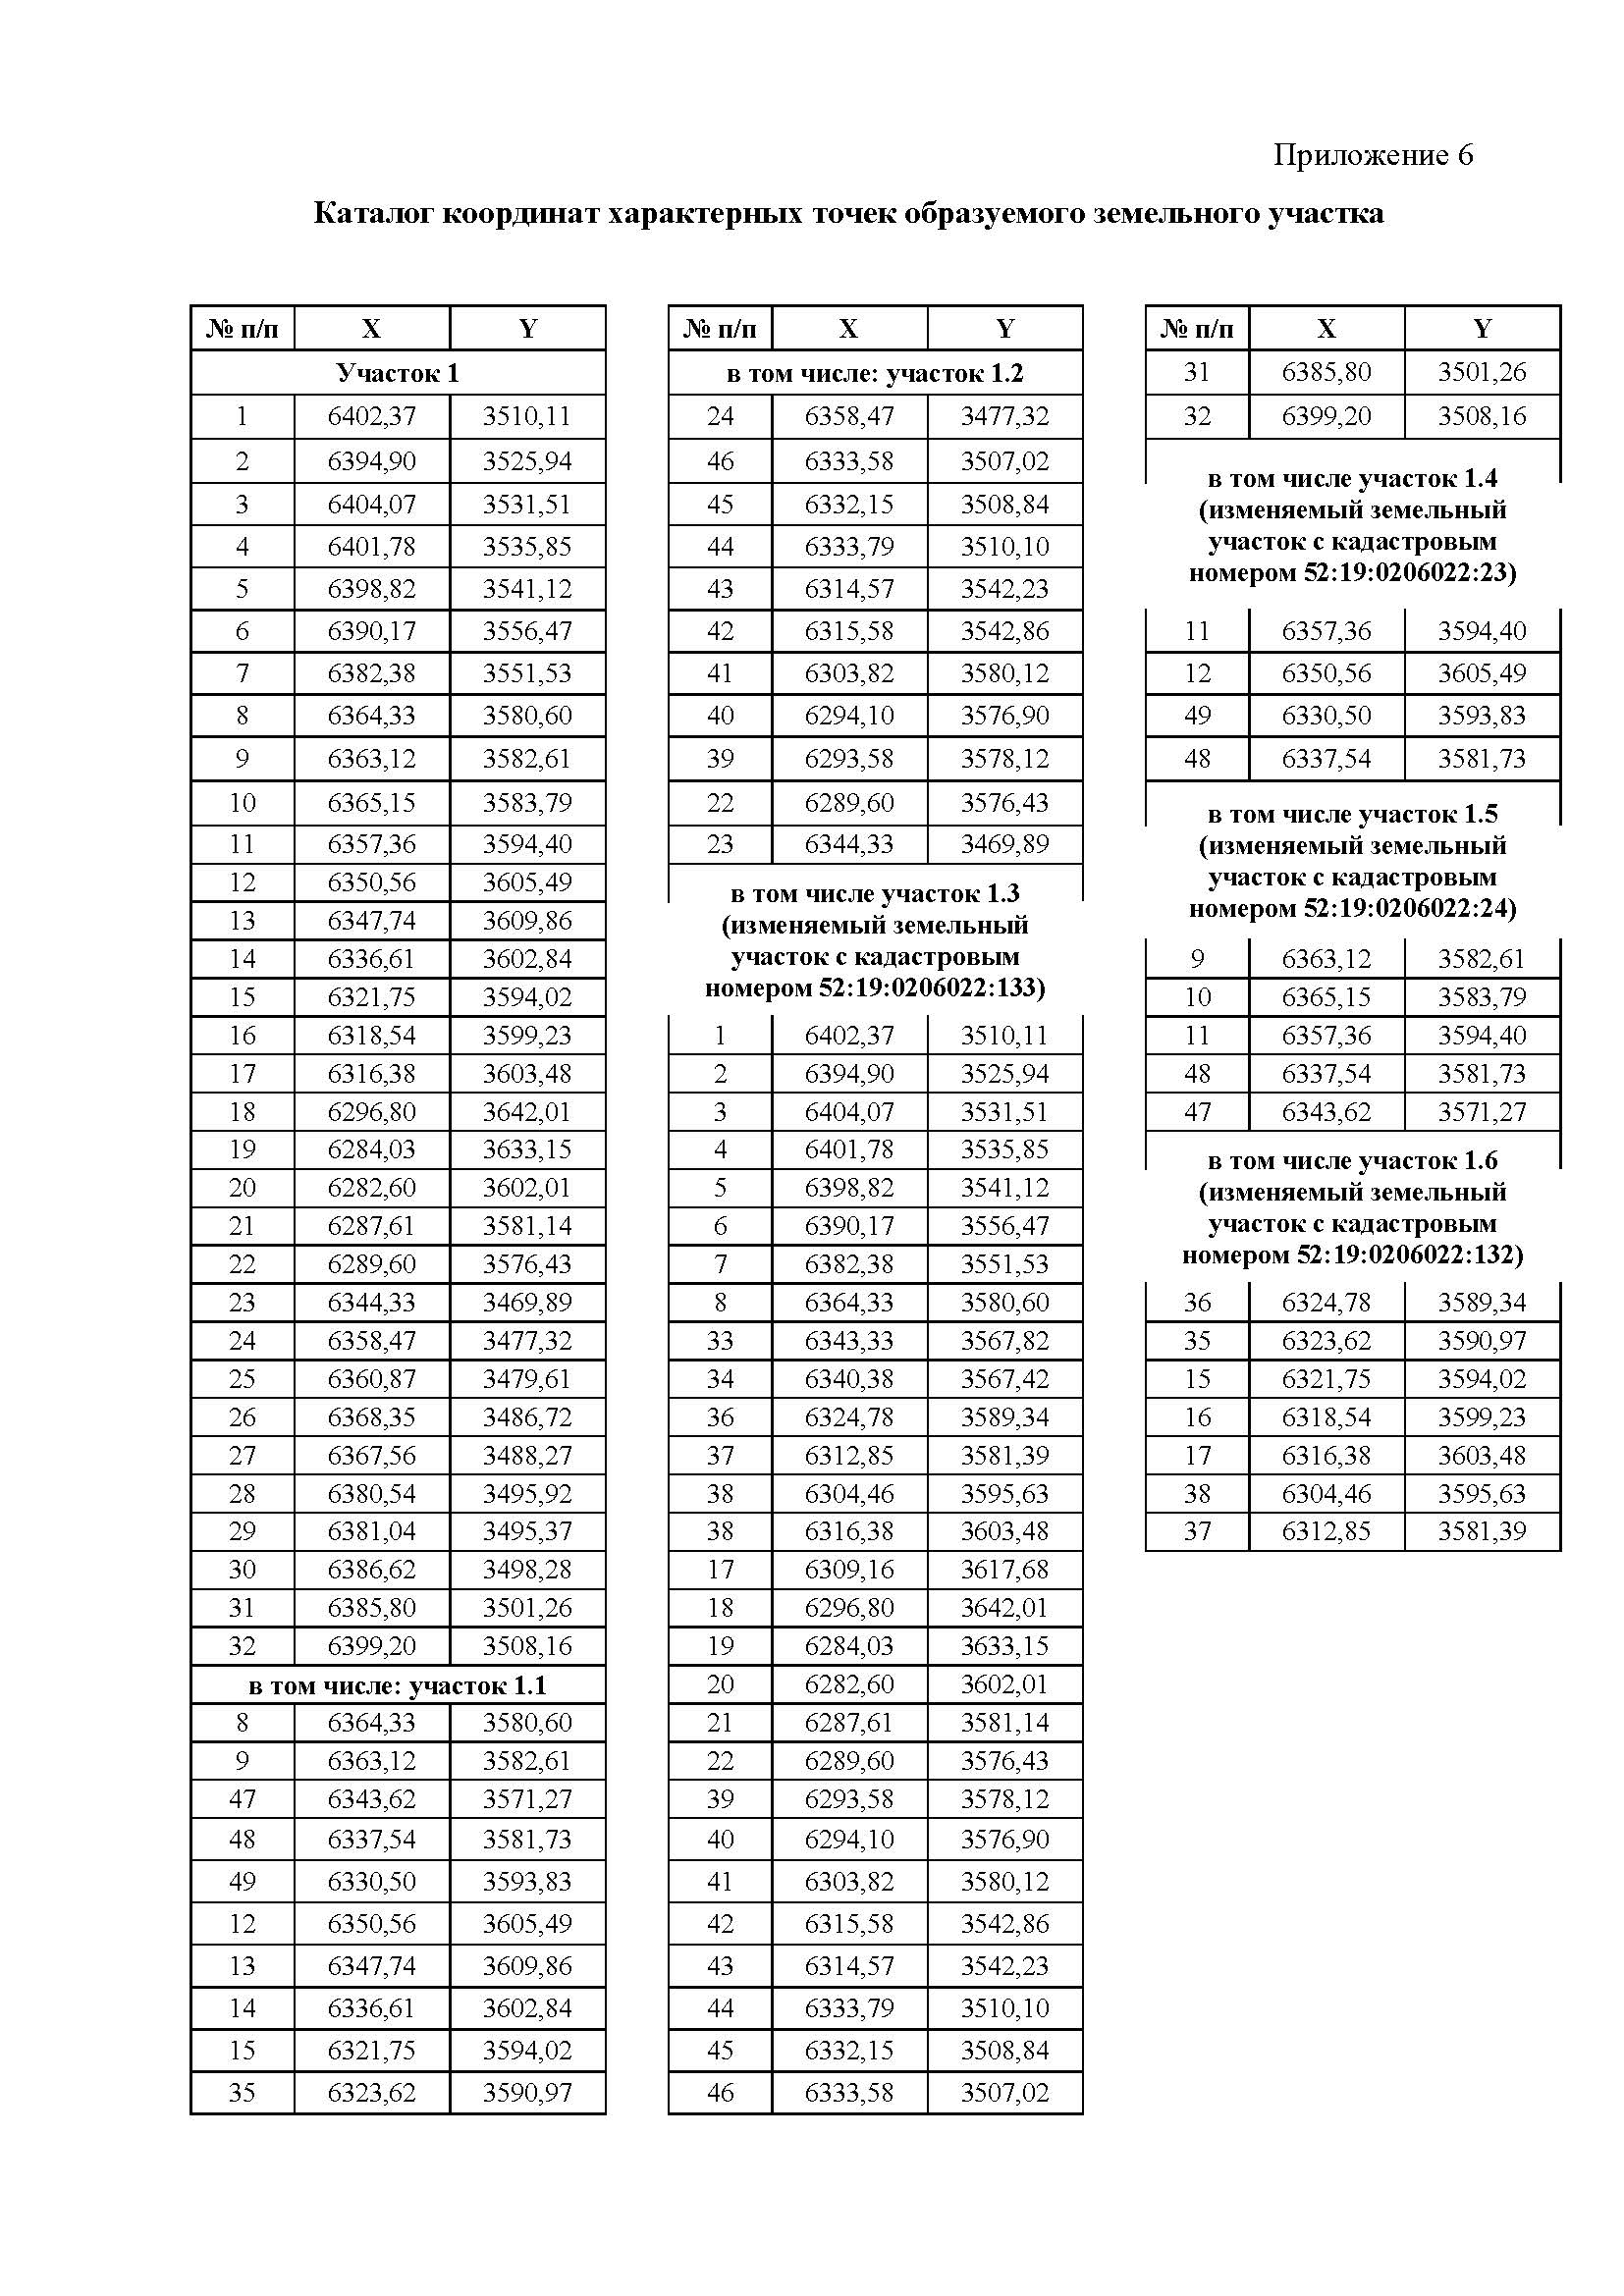 Приложение 6
Каталог координат характерных точек образуемого земельного участка
№ п/п X Y
Участок 1
1 6402,37 3510,11
2 6394,90 3525,94
3 6404,07 3531,51
4 6401,78 3535,85
5 6398,82 3541,12
6 6390,17 3556,47
7 6382,38 3551,53
8 6364,33 3580,60
9 6363,12 3582,61
10 6365,15 3583,79
11 6357,36 3594,40
12 6350,56 3605,49
13 6347,74 3609,86
14 6336,61 3602,84
15 6321,75 3594,02
16 6318,54 3599,23
17 6316,38 3603,48
18 6296,80 3642,01
19 6284,03 3633,15
20 6282,60 3602,01
21 6287,61 3581,14
22 6289,60 3576,43
23 6344,33 3469,89
24 6358,47 3477,32
25 6360,87 3479,61
26 6368,35 3486,72
27 6367,56 3488,27
28 6380,54 3495,92
29 6381,04 3495,37
30 6386,62 3498,28
31 6385,80 3501,26
32 6399,20 3508,16
в том числе: участок 1.1
8 6364,33 3580,60
9 6363,12 3582,61
47 6343,62 3571,27
48 6337,54 3581,73
49 6330,50 3593,83
12 6350,56 3605,49
13 6347,74 3609,86
14 6336,61 3602,84
15 6321,75 3594,02
35 6323,62 3590,97
№ п/п X Y
в том числе: участок 1.2
24 6358,47 3477,32
46 6333,58 3507,02
45 6332,15 3508,84
44 6333,79 3510,10
43 6314,57 3542,23
42 6315,58 3542,86
41 6303,82 3580,12
40 6294,10 3576,90
39 6293,58 3578,12
22 6289,60 3576,43
23 6344,33 3469,89
в том числе участок 1.3
(изменяемый земельный
участок с кадастровым
номером 52:19:0206022:133)
1 6402,37 3510,11
2 6394,90 3525,94
3 6404,07 3531,51
4 6401,78 3535,85
5 6398,82 3541,12
6 6390,17 3556,47
7 6382,38 3551,53
8 6364,33 3580,60
33 6343,33 3567,82
34 6340,38 3567,42
36 6324,78 3589,34
37 6312,85 3581,39
38 6304,46 3595,63
38 6316,38 3603,48
17 6309,16 3617,68
18 6296,80 3642,01
19 6284,03 3633,15
20 6282,60 3602,01
21 6287,61 3581,14
22 6289,60 3576,43
39 6293,58 3578,12
40 6294,10 3576,90
41 6303,82 3580,12
42 6315,58 3542,86
43 6314,57 3542,23
44 6333,79 3510,10
45 6332,15 3508,84
46 6333,58 3507,02
№ п/п X Y
31 6385,80 3501,26
32 6399,20 3508,16
в том числе участок 1.4
(изменяемый земельный
участок с кадастровым
номером 52:19:0206022:23)
11 6357,36 3594,40
12 6350,56 3605,49
49 6330,50 3593,83
48 6337,54 3581,73
в том числе участок 1.5
(изменяемый земельный
участок с кадастровым
номером 52:19:0206022:24)
9 6363,12 3582,61
10 6365,15 3583,79
11 6357,36 3594,40
48 6337,54 3581,73
47 6343,62 3571,27
в том числе участок 1.6
(изменяемый земельный
участок с кадастровым
номером 52:19:0206022:132)
36 6324,78 3589,34
35 6323,62 3590,97
15 6321,75 3594,02
16 6318,54 3599,23
17 6316,38 3603,48
38 6304,46 3595,63
37 6312,85 3581,39